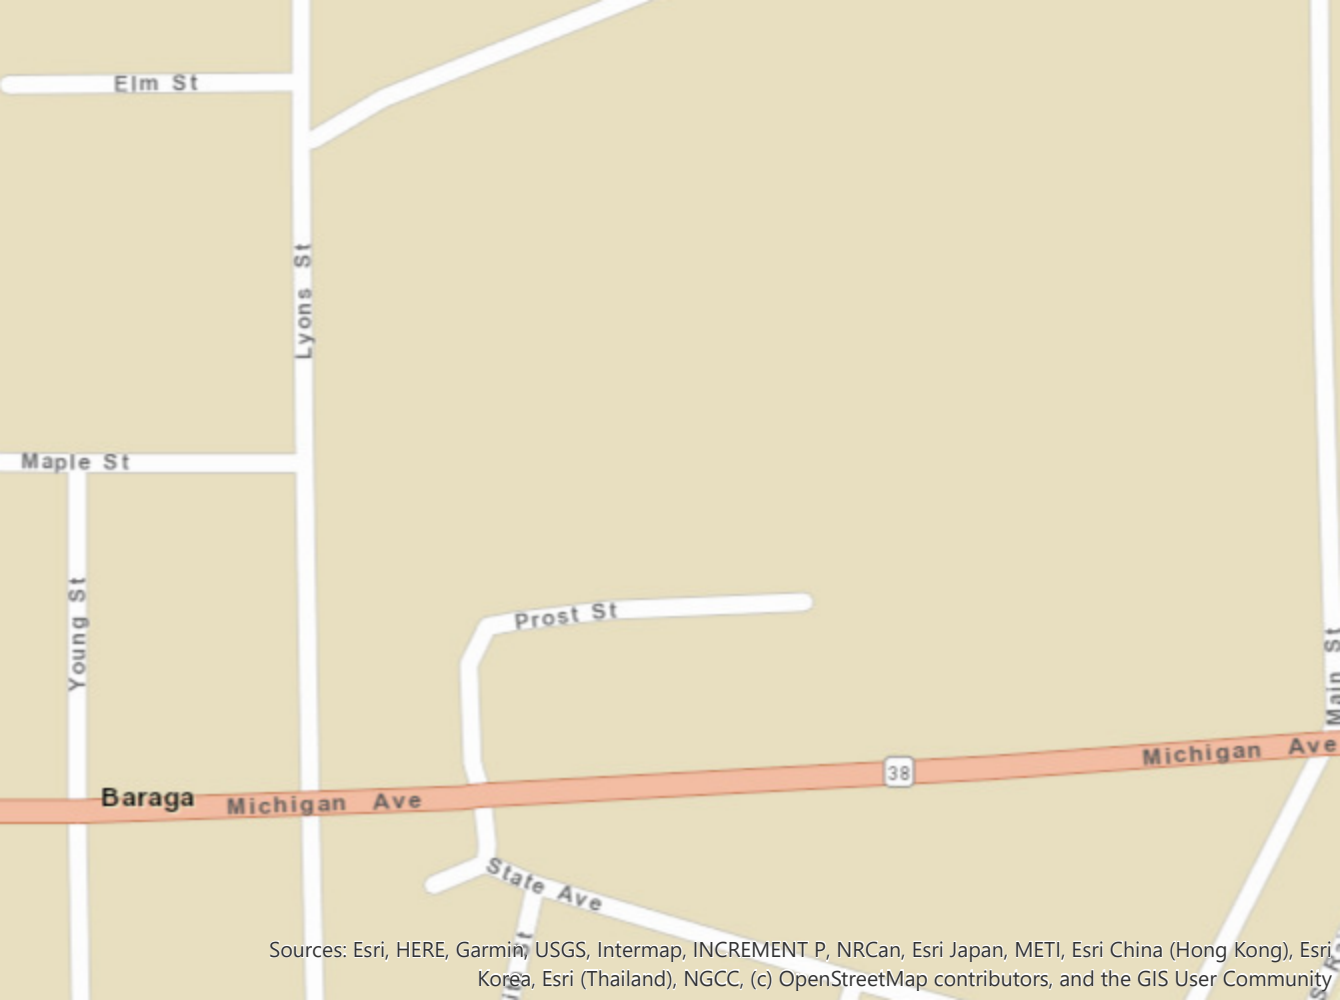 Elm St
Lyons St
Maple St
Young St
Prost St
Main St
38
Michigan Ave
Baraga
Michigan Ave
State Ave
St
Sources: Esri, HERE, Garmin, USGS, Intermap, INCREMENT P, NRCan, Esri Japan, METI, Esri China (Hong Kong), Esri
Korea, Esri (Thailand), NGCC, (c) OpenStreetMap contributors, and the GIS User Community